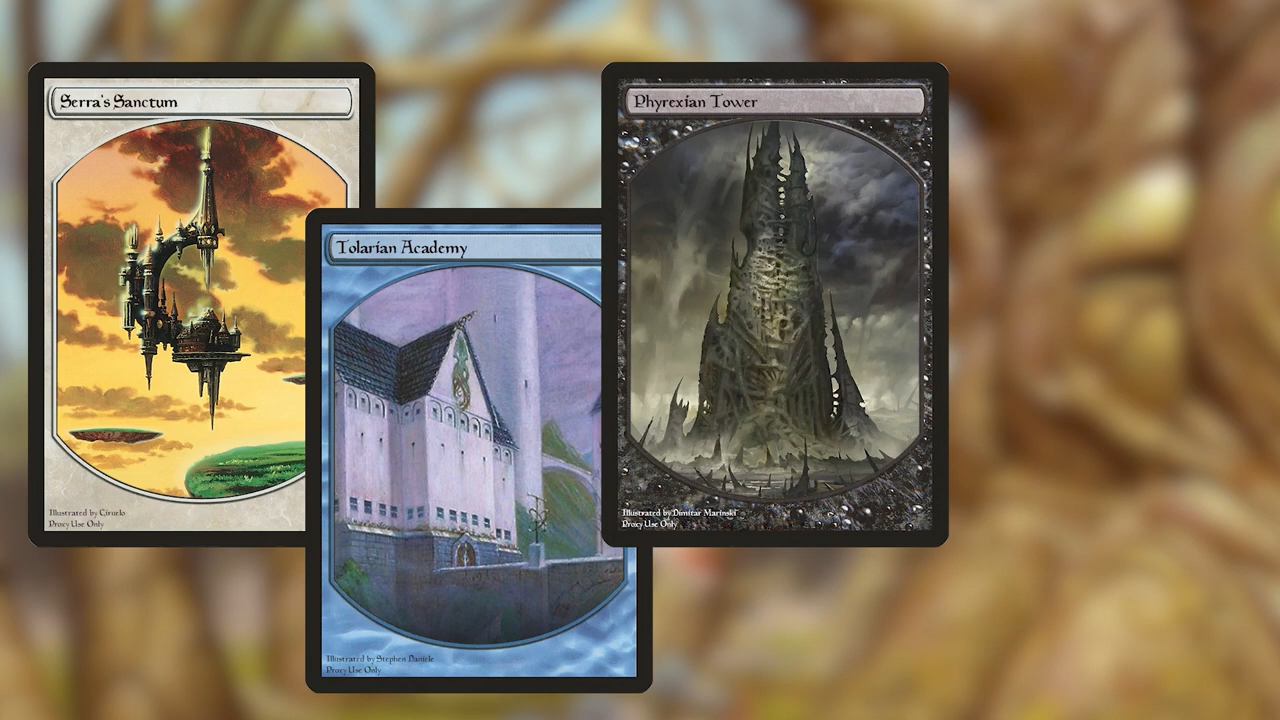 Serra's Sanctum
Illustrated by Ciruelo
Proxy Use Only
Tolarian Academy
Illustrated by Stephen Daniele
Proxy Use Only
Phyrexian Tower
Illustrated by Dimitar Marinski
Proxy Use Only